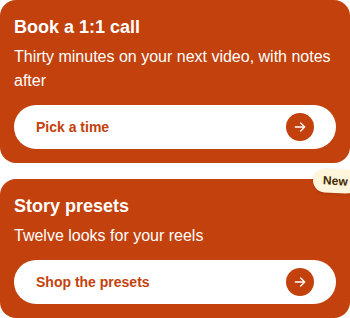 Book a 1:1 call
Thirty minutes on your next video, with notes
after
Pick a time
New
Story presets
Twelve looks for your reels
Shop the presets